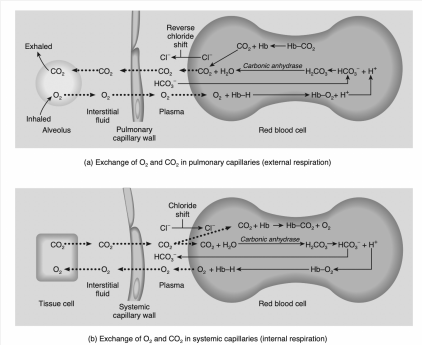 Reverse
chloride
shift
Exhaled
Cl⁻ Cl⁻
CO₂ + Hb Hb–CO₂
CO₂ CO₂ CO₂ CO₂ + H₂O Carbonic anhydrase H₂CO₃ HCO₃⁻ + H⁺
HCO₃⁻
O₂ O₂ O₂ O₂ + Hb–H Hb–O₂ + H⁺
Inhaled
Alveolus
Interstitial
fluid
Pulmonary
capillary wall
Plasma
Red blood cell
(a) Exchange of O₂ and CO₂ in pulmonary capillaries (external respiration)
Chloride
shift
Cl⁻ Cl⁻
CO₂ + Hb Hb–CO₂ + O₂
CO₂ CO₂ CO₂ CO₂ + H₂O Carbonic anhydrase H₂CO₃ HCO₃⁻ + H⁺
HCO₃⁻
O₂ O₂ O₂ O₂ + Hb–H Hb–O₂ H⁺
Tissue cell
Interstitial
fluid
Systemic
capillary wall
Plasma
Red blood cell
(b) Exchange of O₂ and CO₂ in systemic capillaries (internal respiration)